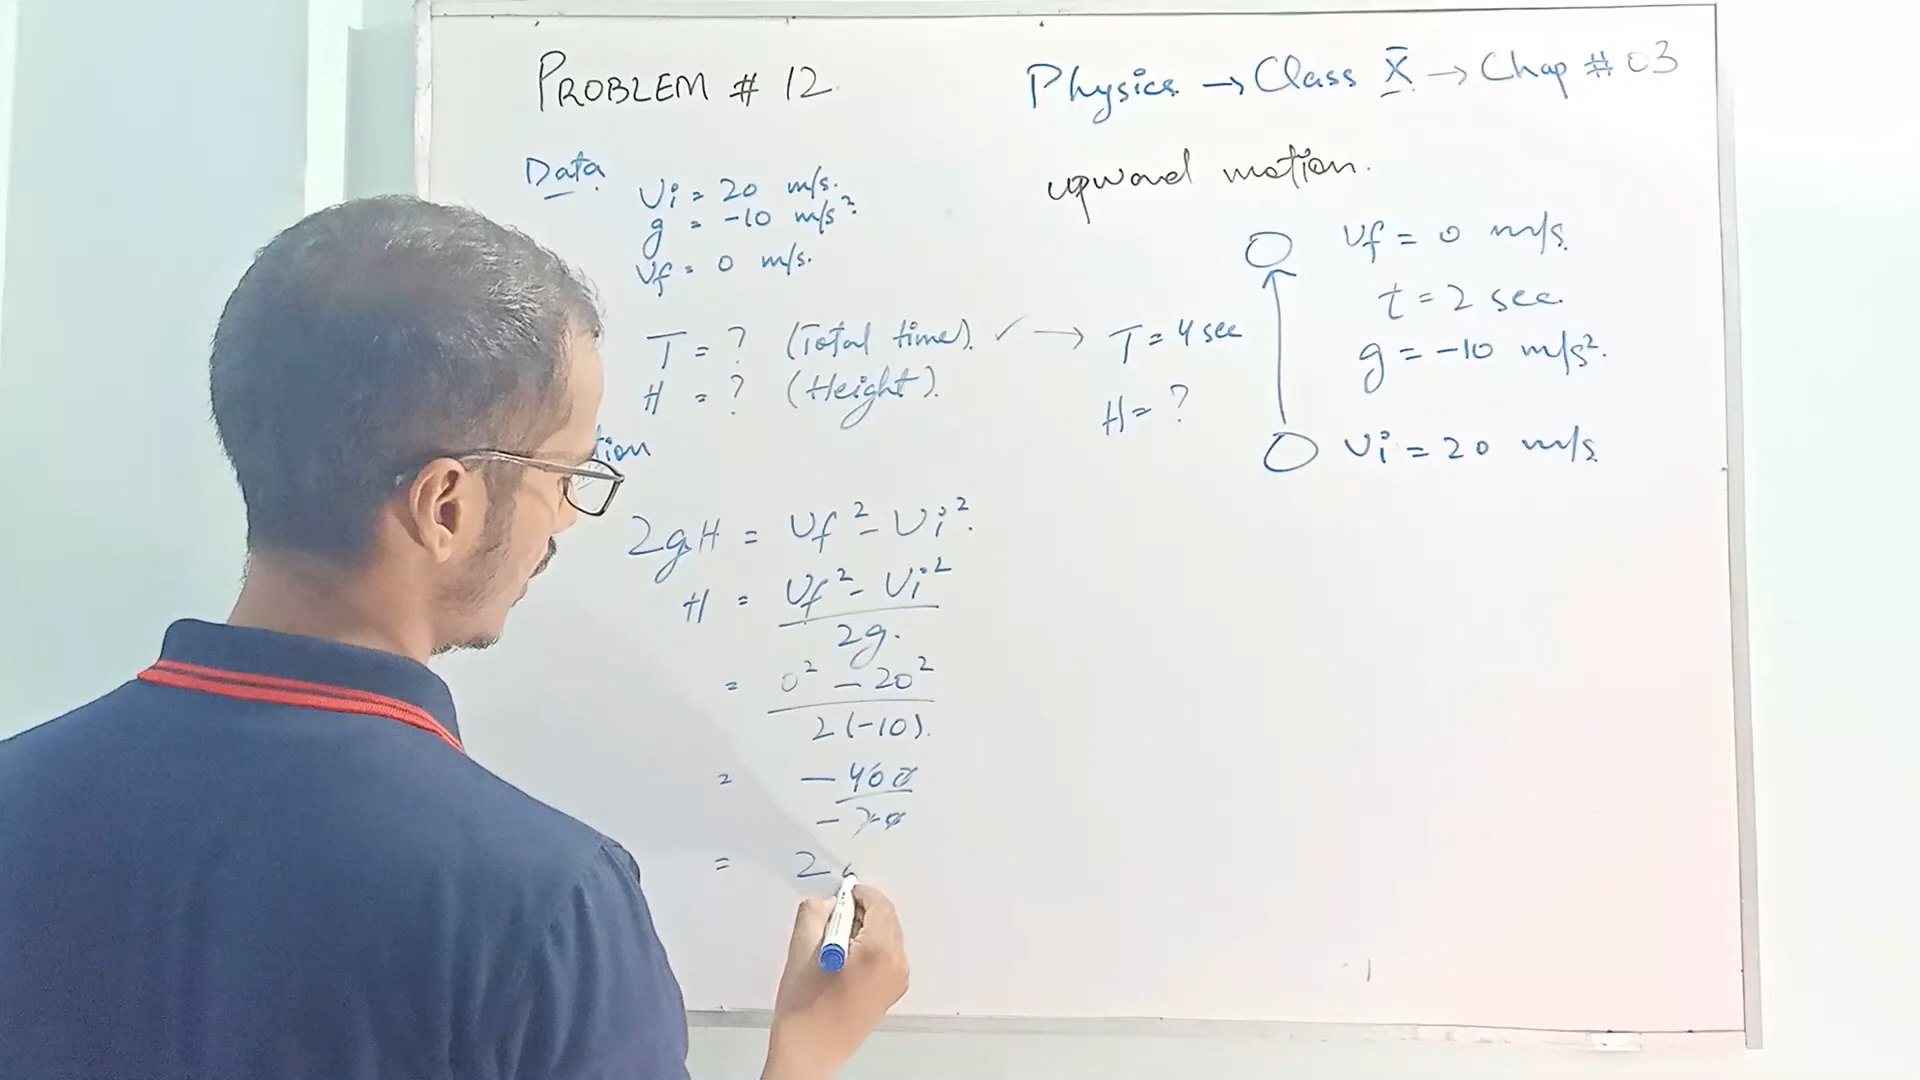 PROBLEM # 12
Physics → Class X → Chap # 03
Data
Vi = 20 m/s.
g = -10 m/s².
Vf = 0 m/s.
T = ? (Total time). ✓ → T = 4 sec
H = ? (Height).
H = ?
upward motion.
Vf = 0 m/s.
t = 2 sec.
g = -10 m/s².
Vi = 20 m/s.
tion
2gH = Vf² - Vi².
H = Vf² - Vi²
2g.
= 0² - 20²
2(-10).
= -400
-20
= 2